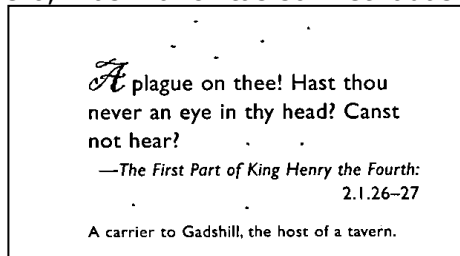 A plague on thee! Hast thou
never an eye in thy head? Canst
not hear?
—The First Part of King Henry the Fourth:
2.1.26–27
A carrier to Gadshill, the host of a tavern.